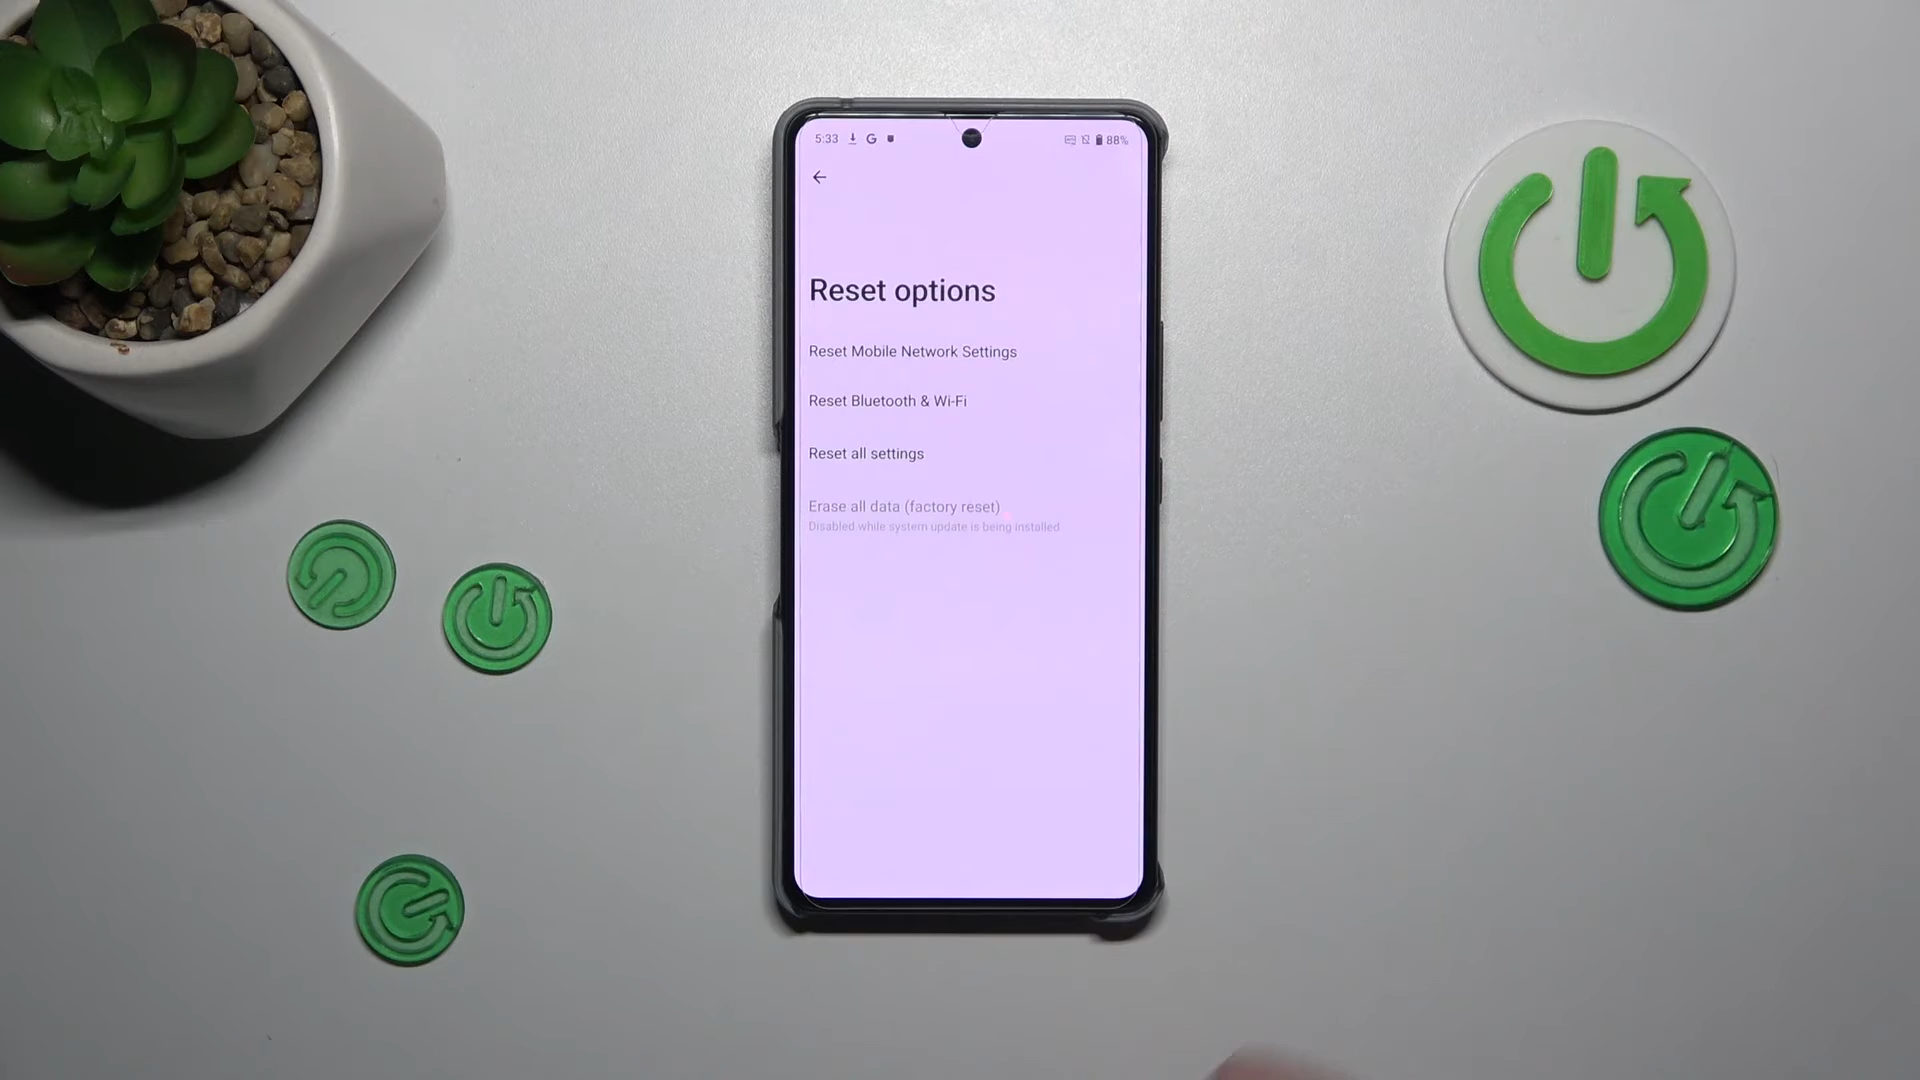 5:33 G 88%
Reset options
Reset Mobile Network Settings
Reset Bluetooth & Wi-Fi
Reset all settings
Erase all data (factory reset)
Disabled while system update is being installed